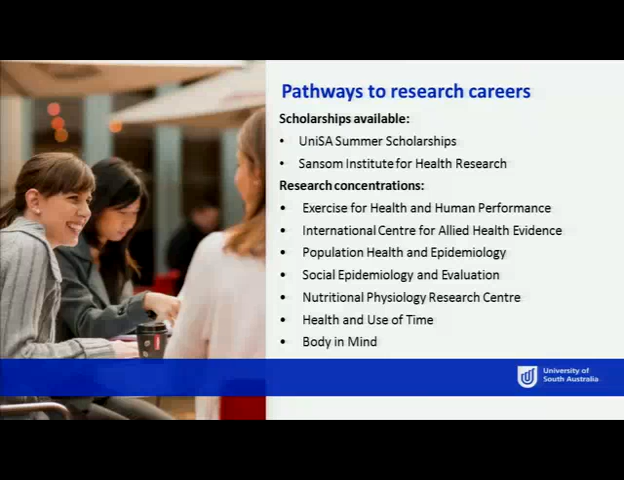 Pathways to research careers
Scholarships available:
• UniSA Summer Scholarships
• Sansom Institute for Health Research
Research concentrations:
• Exercise for Health and Human Performance
• International Centre for Allied Health Evidence
• Population Health and Epidemiology
• Social Epidemiology and Evaluation
• Nutritional Physiology Research Centre
• Health and Use of Time
• Body in Mind
University of
South Australia